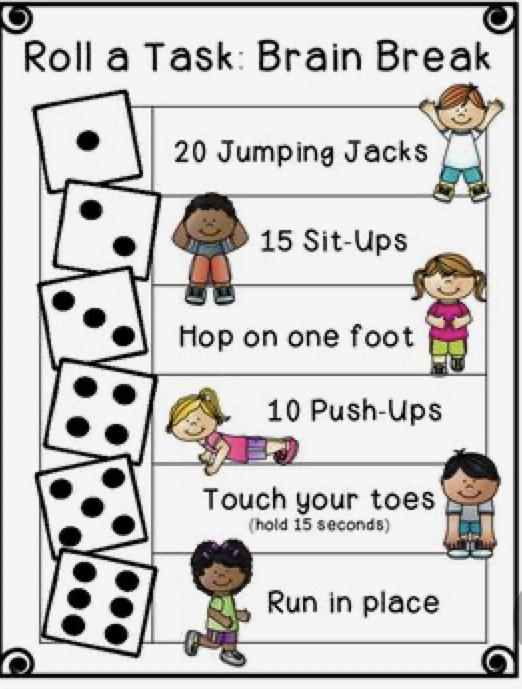 Roll a Task: Brain Break
20 Jumping Jacks
15 Sit-Ups
Hop on one foot
10 Push-Ups
Touch your toes
(hold 15 seconds)
Run in place